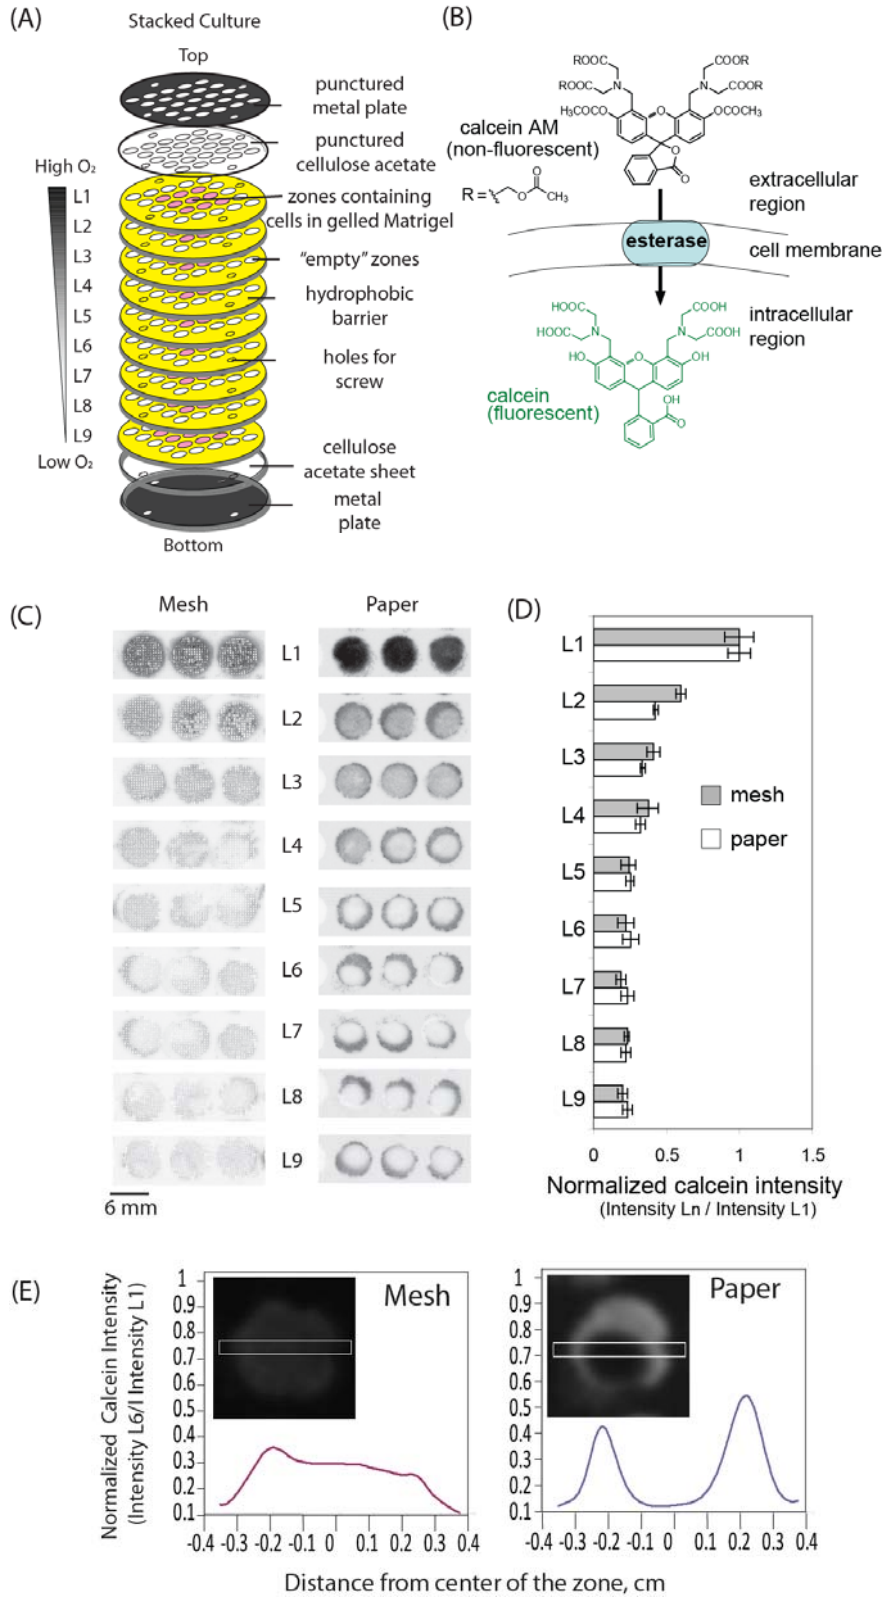 (A)
Stacked Culture
Top
punctured
metal plate
punctured
cellulose acetate
High O₂
L1
L2
L3
L4
L5
L6
L7
L8
L9
Low O₂
zones containing
cells in gelled Matrigel
“empty” zones
hydrophobic
barrier
holes for
screw
cellulose
acetate sheet
metal
plate
Bottom
(B)
ROOC
COOR
ROOC
N
N
COOR
CH₃COCO
O
OCOCH₃
O
O
calcein AM
(non-fluorescent)
R =
O
O
CH₃
extracellular
region
esterase
cell membrane
intracellular
region
HOOC
COOH
HOOC
N
N
COOH
HO
O
OH
OH
O
calcein
(fluorescent)
(C)
Mesh
Paper
L1
L2
L3
L4
L5
L6
L7
L8
L9
6 mm
(D)
L1
L2
L3
L4
L5
L6
L7
L8
L9
mesh
paper
0 0.5 1 1.5
Normalized calcein intensity
(Intensity Ln / Intensity L1)
(E)
Normalized Calcein Intensity
(Intensity L6/I Intensity L1)
1
0.9
0.8
0.7
0.6
0.5
0.4
0.3
0.2
0.1
Mesh
-0.4 -0.3 -0.2 -0.1 0 0.1 0.2 0.3 0.4
1
0.9
0.8
0.7
0.6
0.5
0.4
0.3
0.2
0.1
Paper
-0.4 -0.3 -0.2 -0.1 0 0.1 0.2 0.3 0.4
Distance from center of the zone, cm